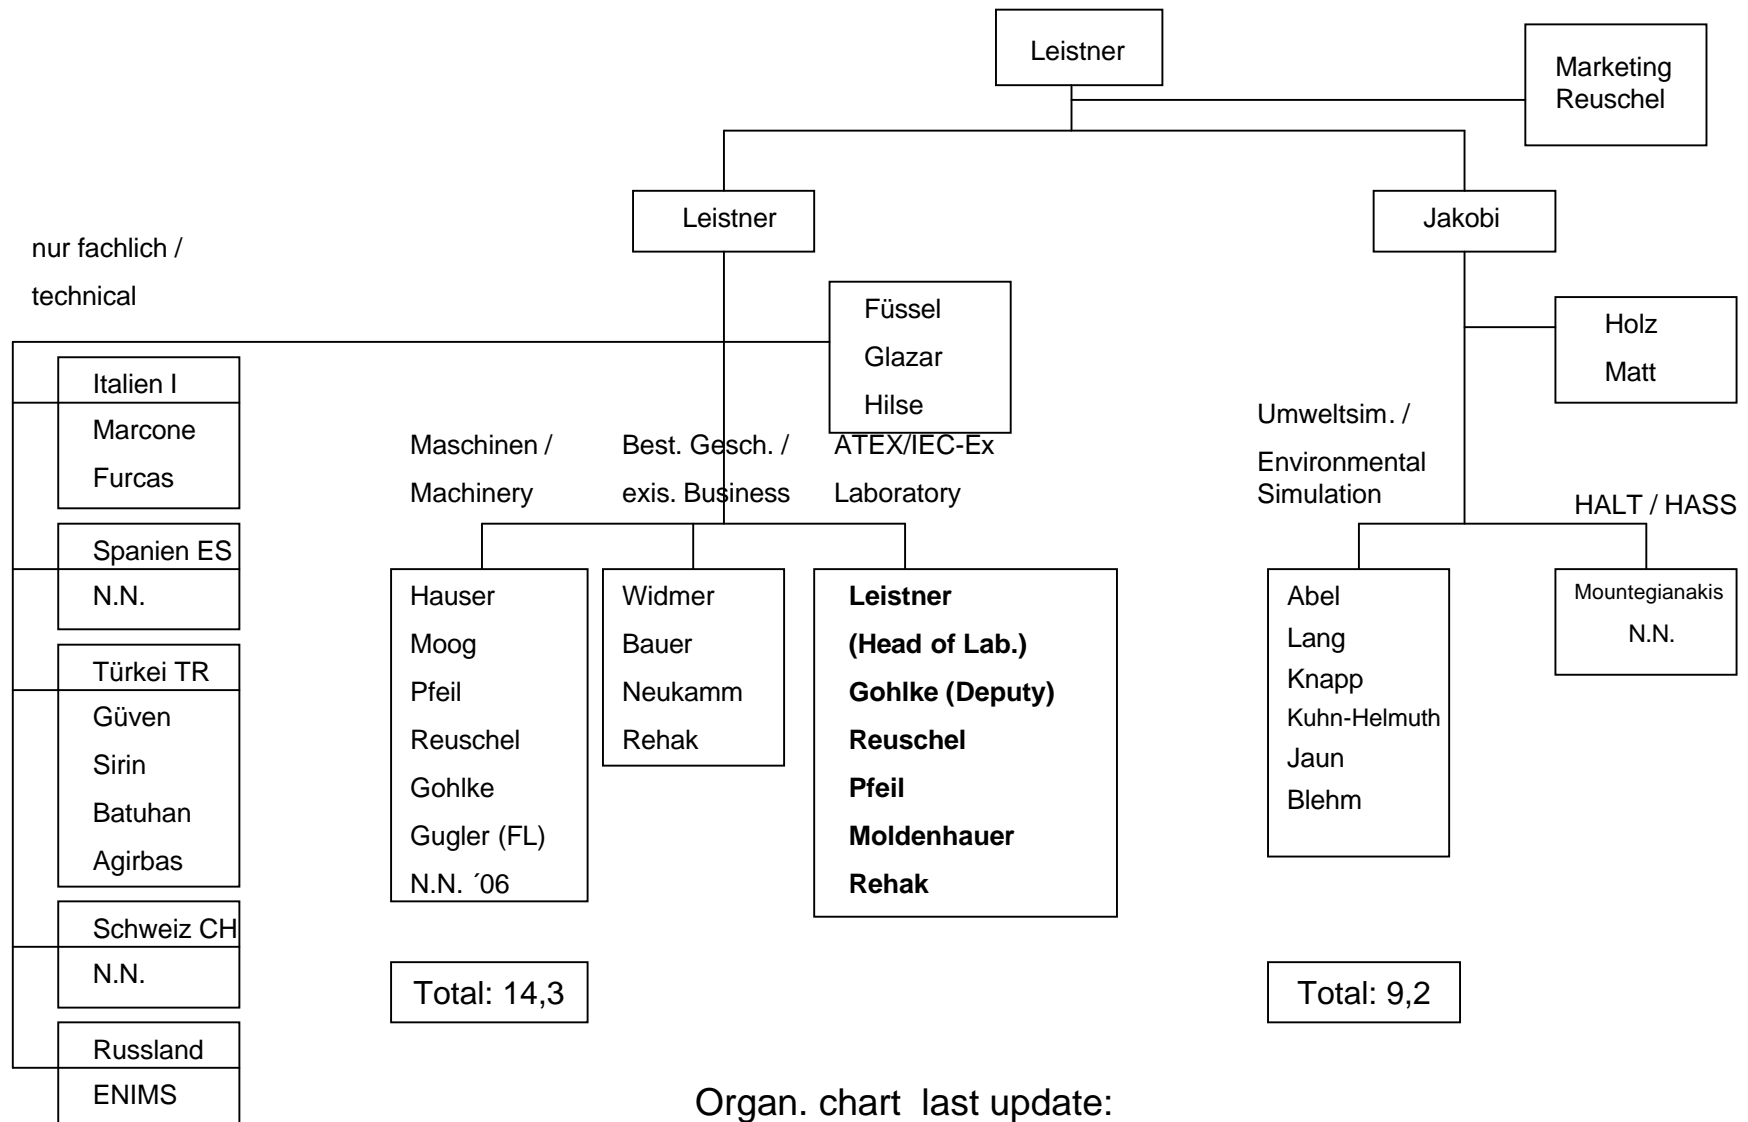 Leistner
Marketing
Reuschel
Leistner
Jakobi
nur fachlich /
technical
Füssel
Glazar
Hilse
Holz
Matt
Italien I
Marcone
Furcas
Spanien ES
N.N.
Türkei TR
Güven
Sirin
Batuhan
Agirbas
Schweiz CH
N.N.
Russland
ENIMS
Maschinen /
Machinery
Hauser
Moog
Pfeil
Reuschel
Gohlke
Gugler (FL)
N.N. ´06
Total: 14,3
Best. Gesch. /
exis. Business
Widmer
Bauer
Neukamm
Rehak
ATEX/IEC-Ex
Laboratory
Leistner
(Head of Lab.)
Gohlke (Deputy)
Reuschel
Pfeil
Moldenhauer
Rehak
Umweltsim. /
Environmental
Simulation
Abel
Lang
Knapp
Kuhn-Helmuth
Jaun
Blehm
Total: 9,2
HALT / HASS
Mountegianakis
N.N.
Organ. chart last update: